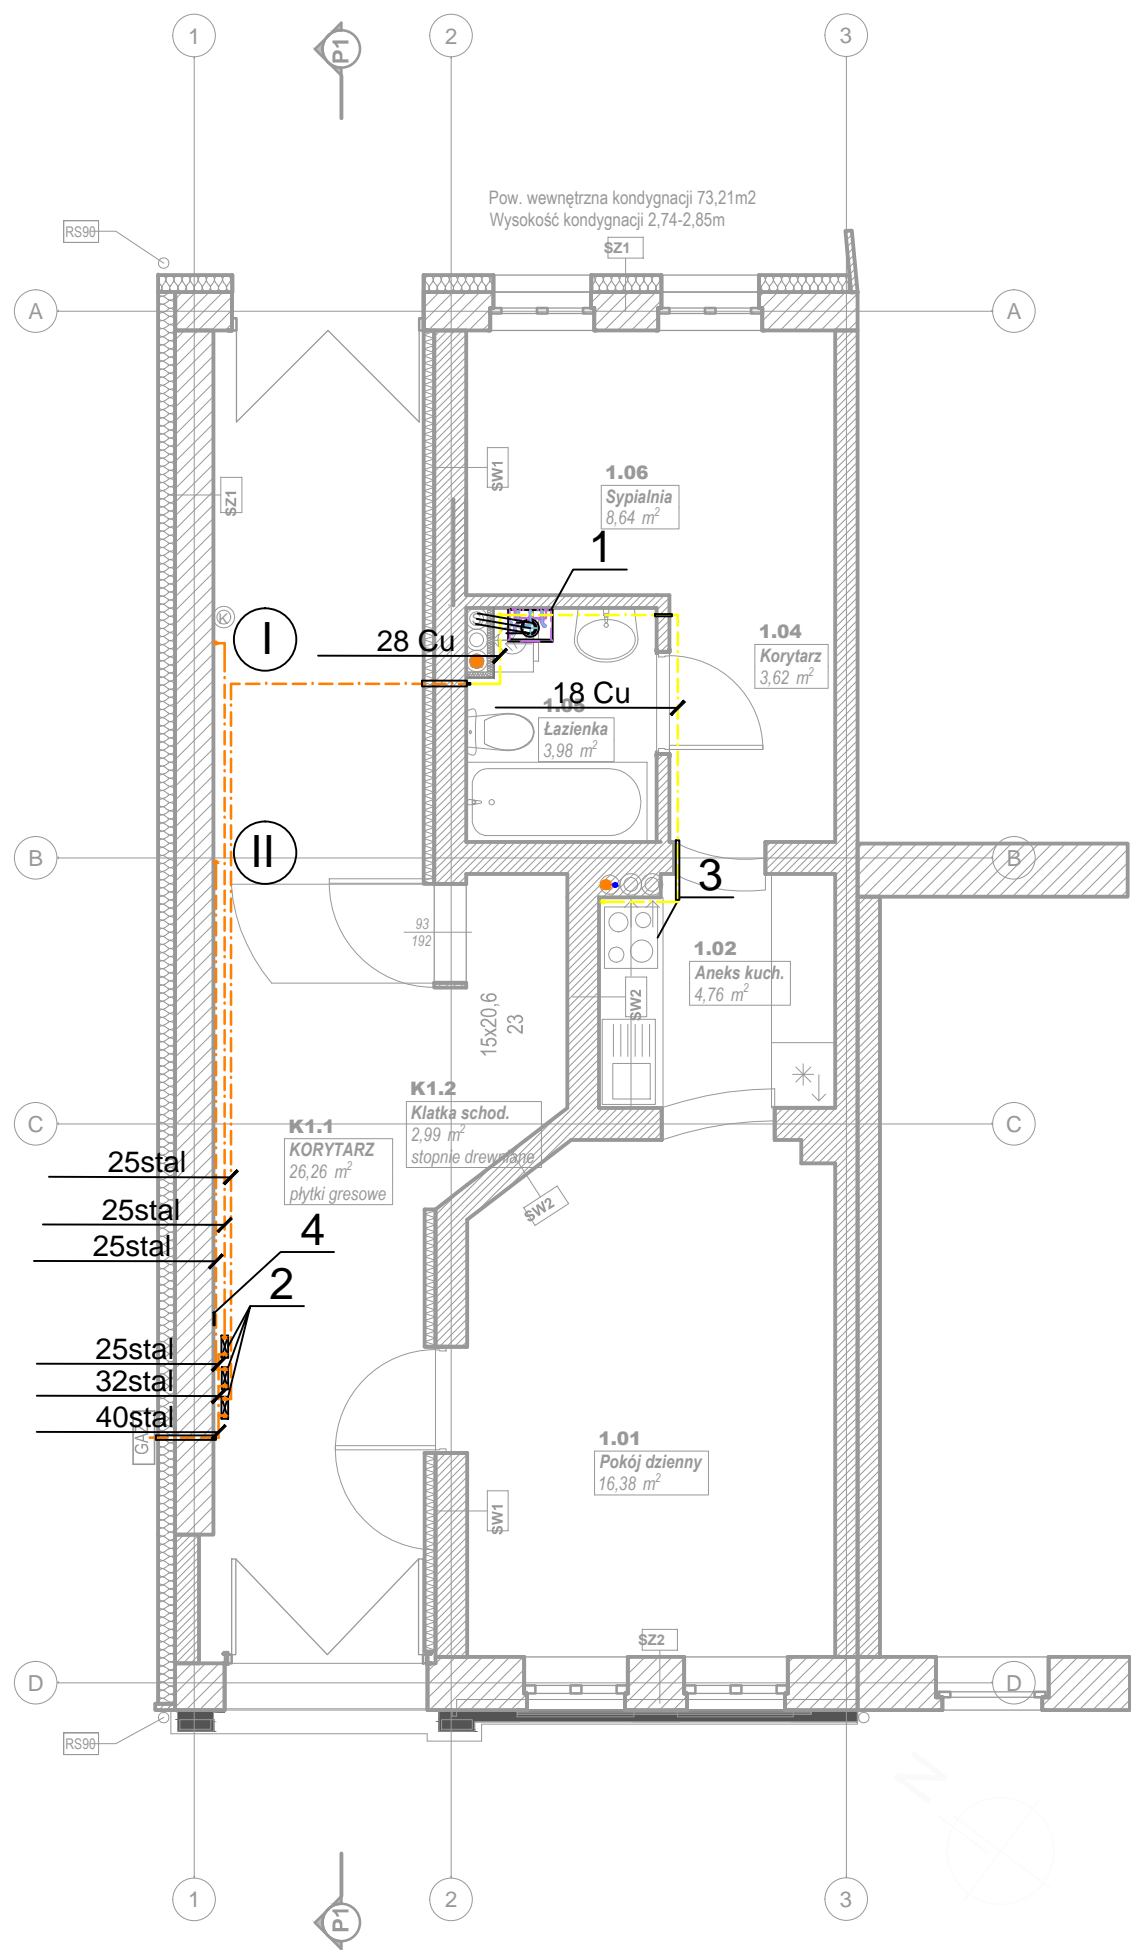 1
P1
2
3
Pow. wewnętrzna kondygnacji 73,21m2
Wysokość kondygnacji 2,74-2,85m
RS90
SZ1
A
A
SZ1
SW1
1.06
Sypialnia
8,64 m²
1
K
I
28 Cu
1.04
Korytarz
3,62 m²
18 Cu
1.05
Łazienka
3,98 m²
II
B
B
3
93
192
1.02
Aneks kuch.
4,76 m²
SW2
15x20,6
23
K1.2
Klatka schod.
2,99 m²
stopnie drewniane
C
C
K1.1
KORYTARZ
26,26 m²
płytki gresowe
25stal
25stal
25stal
SW2
4
2
25stal
32stal
40stal
GAZ
1.01
Pokój dzienny
16,38 m²
SW1
SZ2
D
D
RS90
N
1
P1
2
3